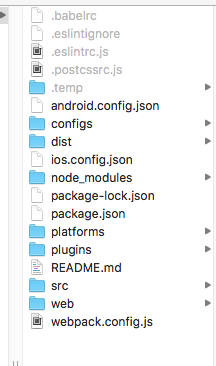 .babelrc
.eslintignore
.eslintrc.js
.postcssrc.js
.temp
android.config.json
configs
dist
ios.config.json
node_modules
package-lock.json
package.json
platforms
plugins
README.md
src
web
webpack.config.js